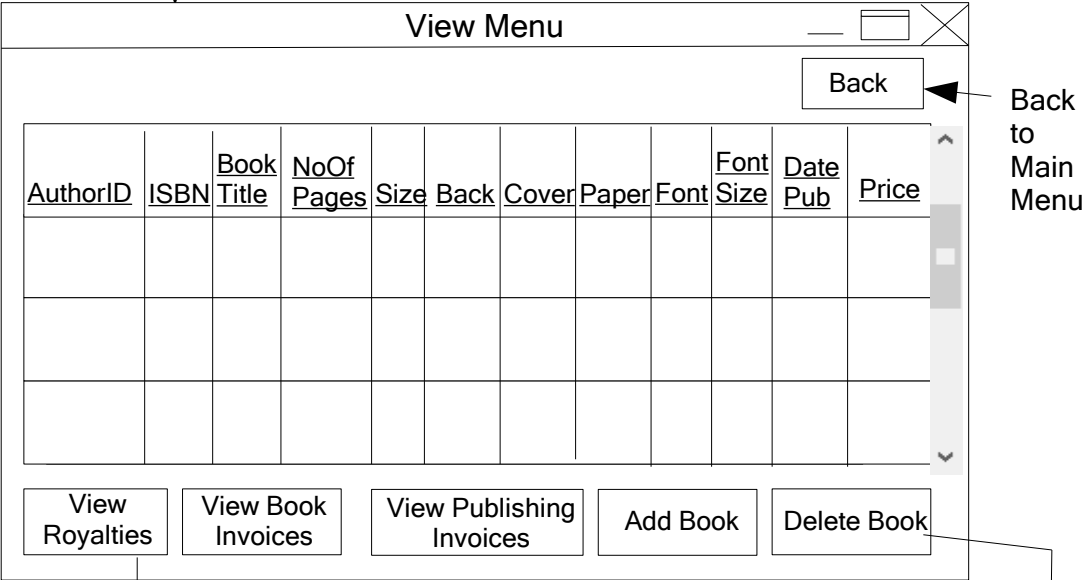 View Menu
Back
Back
to
Main
Menu
AuthorID ISBN Book Title NoOf Pages Size Back Cover Paper Font Font Size Date Pub Price
View Royalties
View Book Invoices
View Publishing Invoices
Add Book
Delete Book